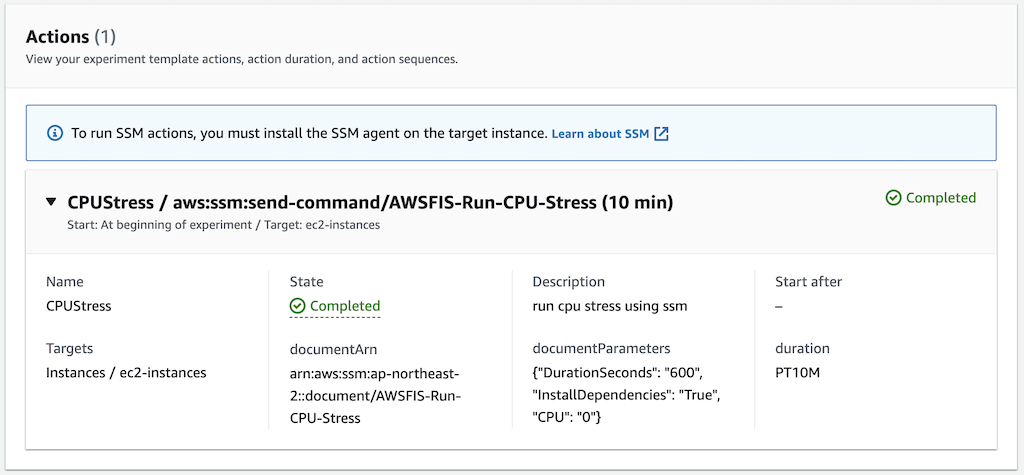 Actions (1)
View your experiment template actions, action duration, and action sequences.
To run SSM actions, you must install the SSM agent on the target instance. Learn about SSM
CPUStress / aws:ssm:send-command/AWSFIS-Run-CPU-Stress (10 min)
Completed
Start: At beginning of experiment / Target: ec2-instances
Name
CPUStress
State
Completed
Description
run cpu stress using ssm
Start after
–
Targets
Instances / ec2-instances
documentArn
arn:aws:ssm:ap-northeast-
2::document/AWSFIS-Run-
CPU-Stress
documentParameters
{"DurationSeconds": "600",
"InstallDependencies": "True",
"CPU": "0"}
duration
PT10M